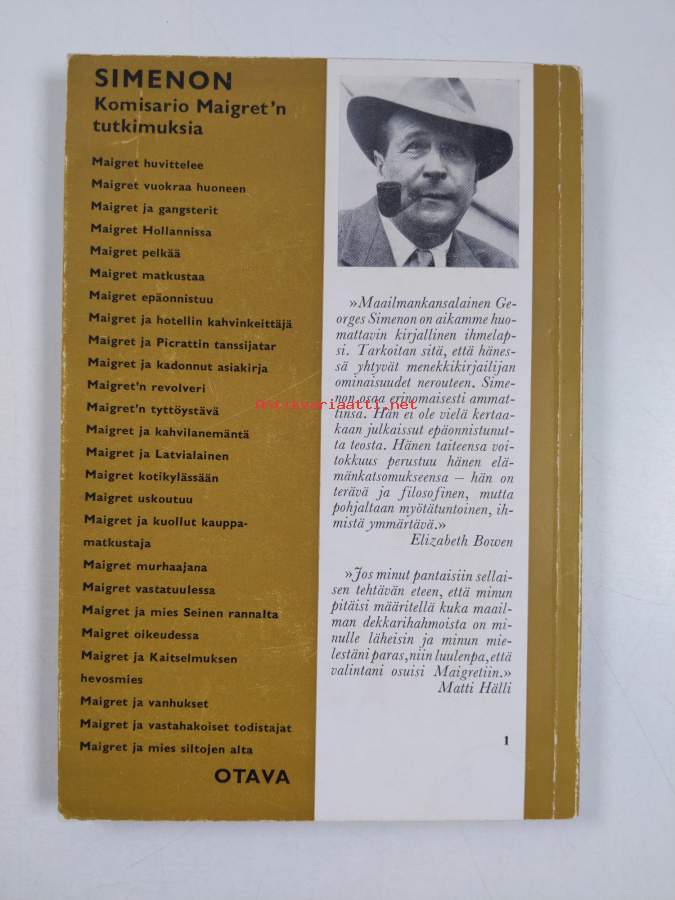 SIMENON
Komisario Maigret'n
tutkimuksia
Maigret huvittelee
Maigret vuokraa huoneen
Maigret ja gangsterit
Maigret Hollannissa
Maigret pelkää
Maigret matkustaa
Maigret epäonnistuu
Maigret ja hotellin kahvinkeittäjä
Maigret ja Picrattin tanssijatar
Maigret ja kadonnut asiakirja
Maigret'n revolveri
Maigret'n tyttöystävä
Maigret ja kahvilanemäntä
Maigret ja Latvialainen
Maigret kotikylässään
Maigret uskoutuu
Maigret ja kuollut kauppa-
matkustaja
Maigret murhaajana
Maigret vastatuulessa
Maigret ja mies Seinen rannalta
Maigret oikeudessa
Maigret ja Kaitselmuksen
hevosmies
Maigret ja vanhukset
Maigret ja vastahakoiset todistajat
Maigret ja mies siltojen alta
OTAVA
»Maailmankansalainen Ge-
orges Simenon on aikamme huo-
mattavin kirjallinen ihmelap-
si. Tarkoitan sitä, että hänes-
sä yhtyvät menekkikirjailijan
ominaisuudet nerouteen. Sime-
non osaa erinomaisesti ammat-
tinsa. Hän ei ole vielä kertaa-
kaan julkaissut epäonnistunut-
ta teosta. Hänen taiteensa voi-
tokkuus perustuu hänen elä-
mänkatsomukseensa — hän on
terävä ja filosofinen, mutta
pohjaltaan myötätuntoinen, ih-
mistä ymmärtävä.»
Elizabeth Bowen
»Jos minut pantaisiin sellai-
sen tehtävän eteen, että minun
pitäisi määritellä kuka maail-
man dekkarihahmoista on mi-
nulle läheisin ja minun mie-
lestäni paras, niin luulenpa, että
valintani osuisi Maigretiin.»
Matti Hälli
1
antikvariaatti.net